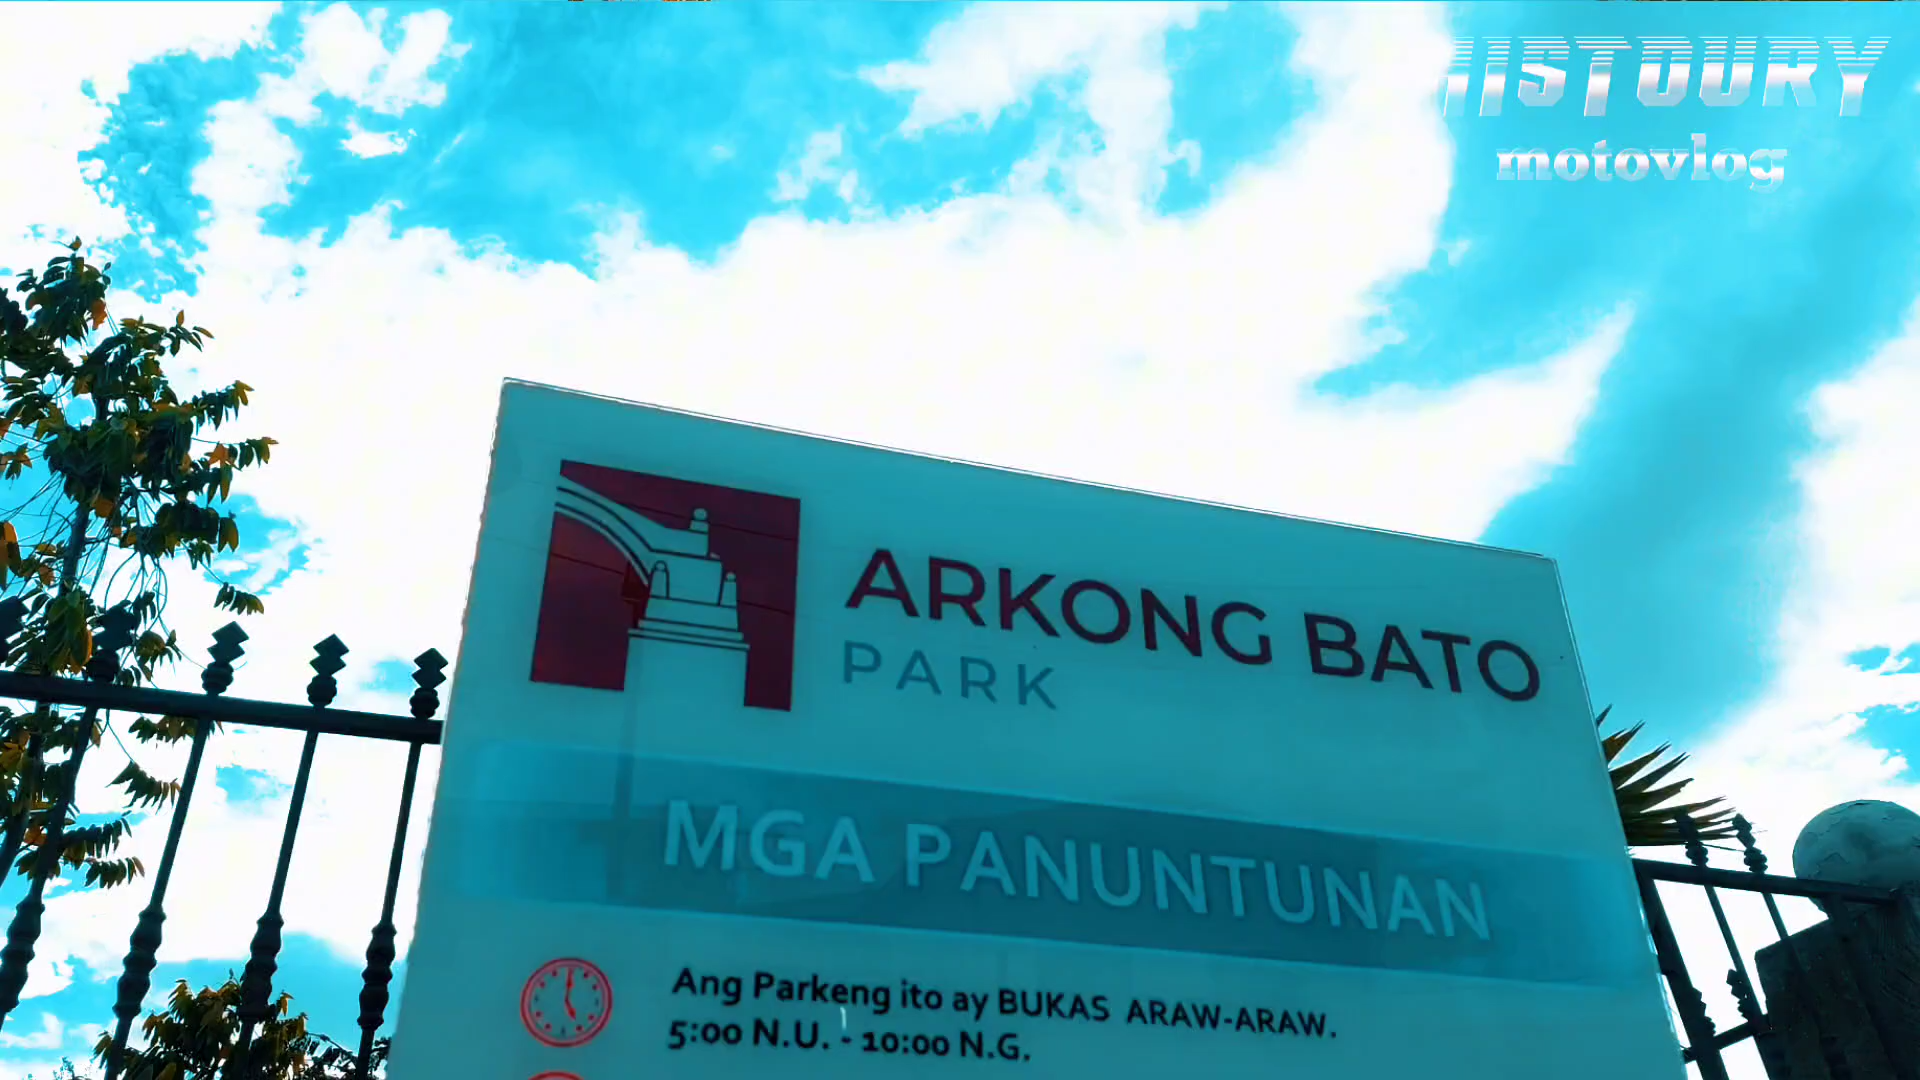 HISTOURY
motovlog
ARKONG BATO
PARK
MGA PANUNTUNAN
Ang Parkeng ito ay BUKAS ARAW-ARAW.
5:00 N.U. - 10:00 N.G.